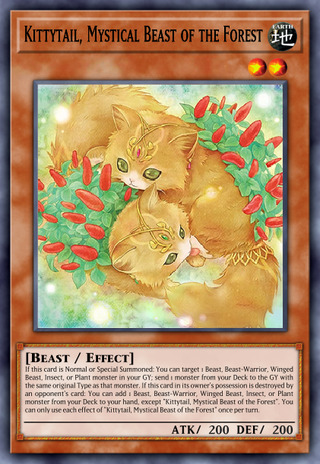 Kittytail, Mystical Beast of the Forest
EARTH
地
[Beast / Effect]
If this card is Normal or Special Summoned: You can target 1 Beast, Beast-Warrior, Winged
Beast, Insect, or Plant monster in your GY; send 1 monster from your Deck to the GY with
the same original Type as that monster. If this card in its owner's possession is destroyed by
an opponent's card: You can add 1 Beast, Beast-Warrior, Winged Beast, Insect, or Plant
monster from your Deck to your hand, except "Kittytail, Mystical Beast of the Forest". You
can only use each effect of "Kittytail, Mystical Beast of the Forest" once per turn.
ATK/ 200 DEF/ 200